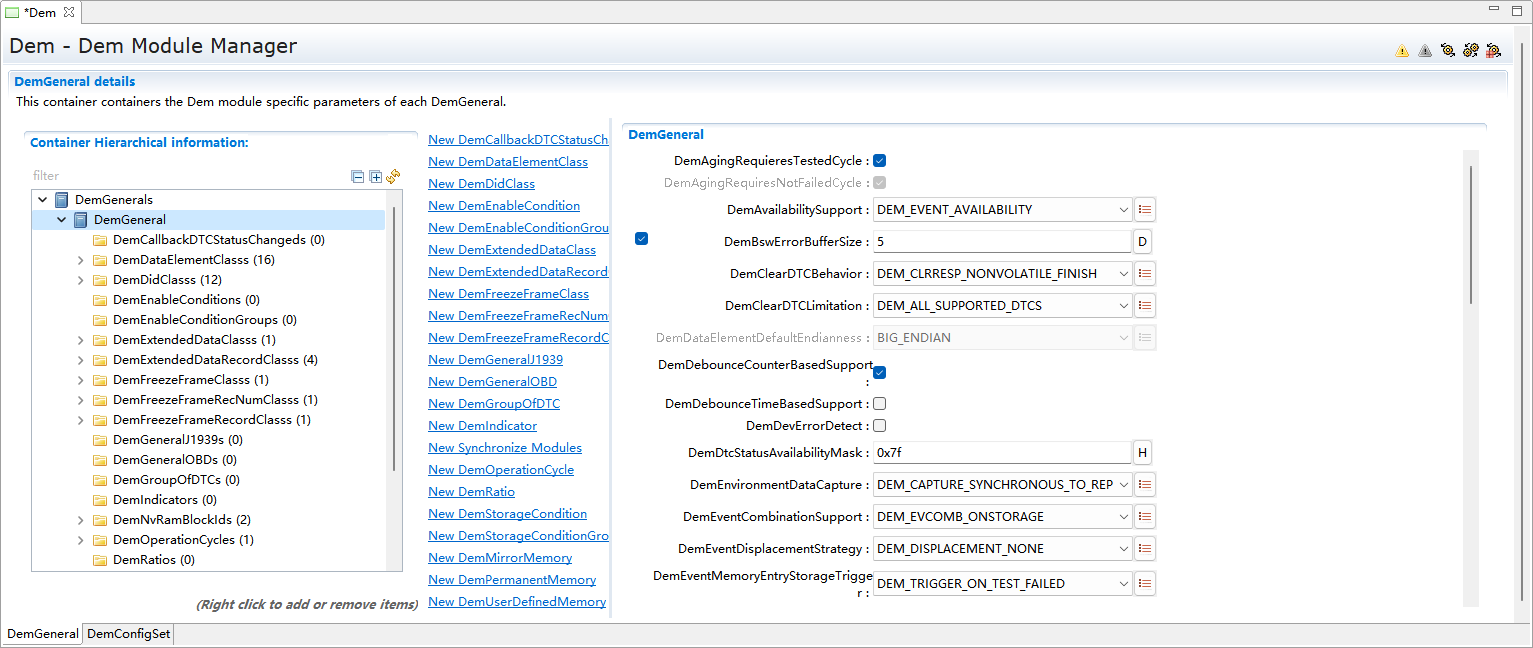 *Dem
Dem - Dem Module Manager
DemGeneral details
This container containers the Dem module specific parameters of each DemGeneral.
Container Hierarchical information:
filter
DemGenerals
DemGeneral
DemCallbackDTCStatusChangeds (0)
DemDataElementClasss (16)
DemDidClasss (12)
DemEnableConditions (0)
DemEnableConditionGroups (0)
DemExtendedDataClasss (1)
DemExtendedDataRecordClasss (4)
DemFreezeFrameClasss (1)
DemFreezeFrameRecNumClasss (1)
DemFreezeFrameRecordClasss (1)
DemGeneralJ1939s (0)
DemGeneralOBDs (0)
DemGroupOfDTCs (0)
DemIndicators (0)
DemNvRamBlockIds (2)
DemOperationCycles (1)
DemRatios (0)
(Right click to add or remove items)
New DemCallbackDTCStatusCh
New DemDataElementClass
New DemDidClass
New DemEnableCondition
New DemEnableConditionGrou
New DemExtendedDataClass
New DemExtendedDataRecord
New DemFreezeFrameClass
New DemFreezeFrameRecNum
New DemFreezeFrameRecordC
New DemGeneralJ1939
New DemGeneralOBD
New DemGroupOfDTC
New DemIndicator
New Synchronize Modules
New DemOperationCycle
New DemRatio
New DemStorageCondition
New DemStorageConditionGro
New DemMirrorMemory
New DemPermanentMemory
New DemUserDefinedMemory
DemGeneral
DemAgingRequieresTestedCycle :
DemAgingRequiresNotFailedCycle :
DemAvailabilitySupport : DEM_EVENT_AVAILABILITY
DemBswErrorBufferSize : 5 D
DemClearDTCBehavior : DEM_CLRRESP_NONVOLATILE_FINISH
DemClearDTCLimitation : DEM_ALL_SUPPORTED_DTCS
DemDataElementDefaultEndianness : BIG_ENDIAN
DemDebounceCounterBasedSupport
:
DemDebounceTimeBasedSupport :
DemDevErrorDetect :
DemDtcStatusAvailabilityMask : 0x7f H
DemEnvironmentDataCapture : DEM_CAPTURE_SYNCHRONOUS_TO_REP
DemEventCombinationSupport : DEM_EVCOMB_ONSTORAGE
DemEventDisplacementStrategy : DEM_DISPLACEMENT_NONE
DemEventMemoryEntryStorageTrigge
r : DEM_TRIGGER_ON_TEST_FAILED
DemGeneral DemConfigSet